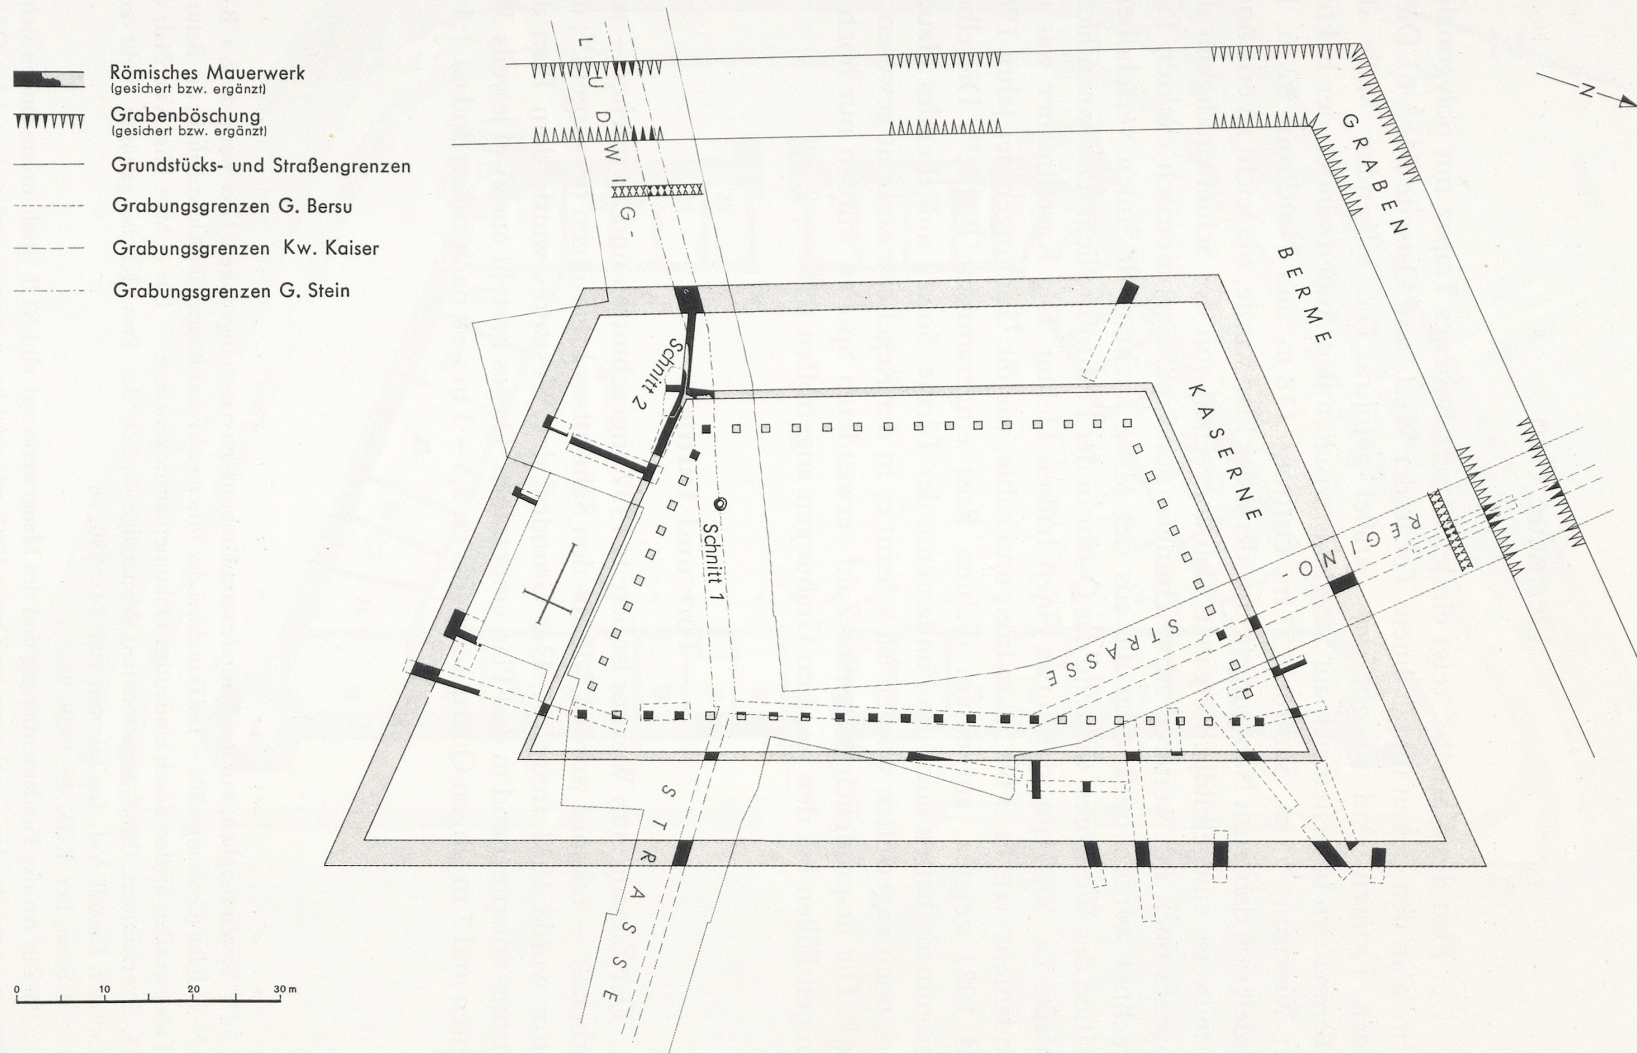 Römisches Mauerwerk
(gesichert bzw. ergänzt)
Grabenböschung
(gesichert bzw. ergänzt)
Grundstücks- und Straßengrenzen
Grabungsgrenzen G. Bersu
Grabungsgrenzen Kw. Kaiser
Grabungsgrenzen G. Stein
LUDWIG-
STRASSE
GRABEN
BERME
KASERNE
REGINO-
STRASSE
Schnitt 2
Schnitt 1
N
0 10 20 30 m